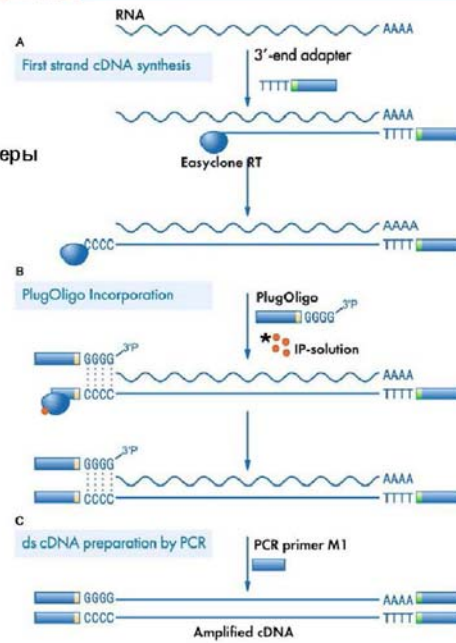 RNA
AAAA
A
First strand cDNA synthesis
3'-end adapter
TTTT
AAAA
TTTT
еры
Easyclone RT
AAAA
CCCC
TTTT
B
PlugOligo Incorporation
PlugOligo
GGGG 3'P
* IP-solution
3'P
GGGG
AAAA
CCCC
TTTT
3'P
GGGG
AAAA
CCCC
TTTT
C
ds cDNA preparation by PCR
PCR primer M1
GGGG AAAA
CCCC TTTT
Amplified cDNA